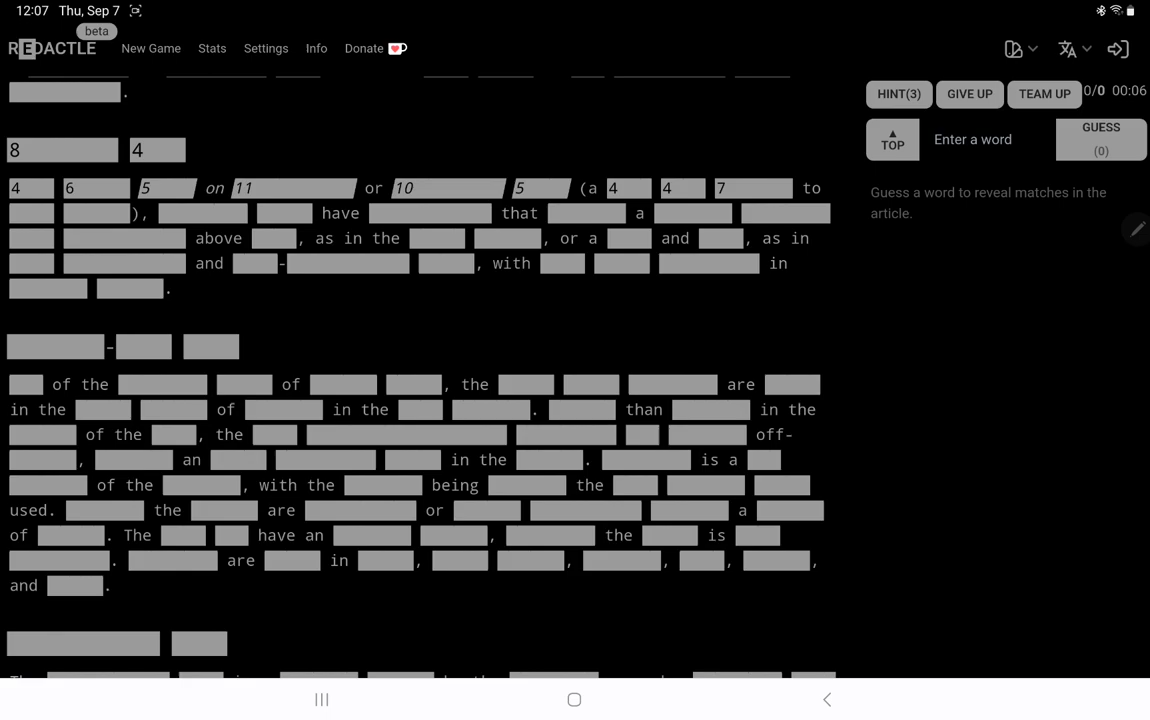 12:07 Thu, Sep 7
beta
REDACTLE New Game Stats Settings Info Donate
HINT(3) GIVE UP TEAM UP 0/0 00:06
TOP Enter a word GUESS (0)
Guess a word to reveal matches in the
article.
.
8 4
4 6 5 on 11 or 10 5 (a 4 4 7 to
), have that a
above , as in the , or a and , as in
and - , with in
.
-
of the of , the are
in the of in the . than in the
of the , the off-
, an in the . is a
of the , with the being the
used. the are or a
of . The have an , the is
. are in , , , ,
and .